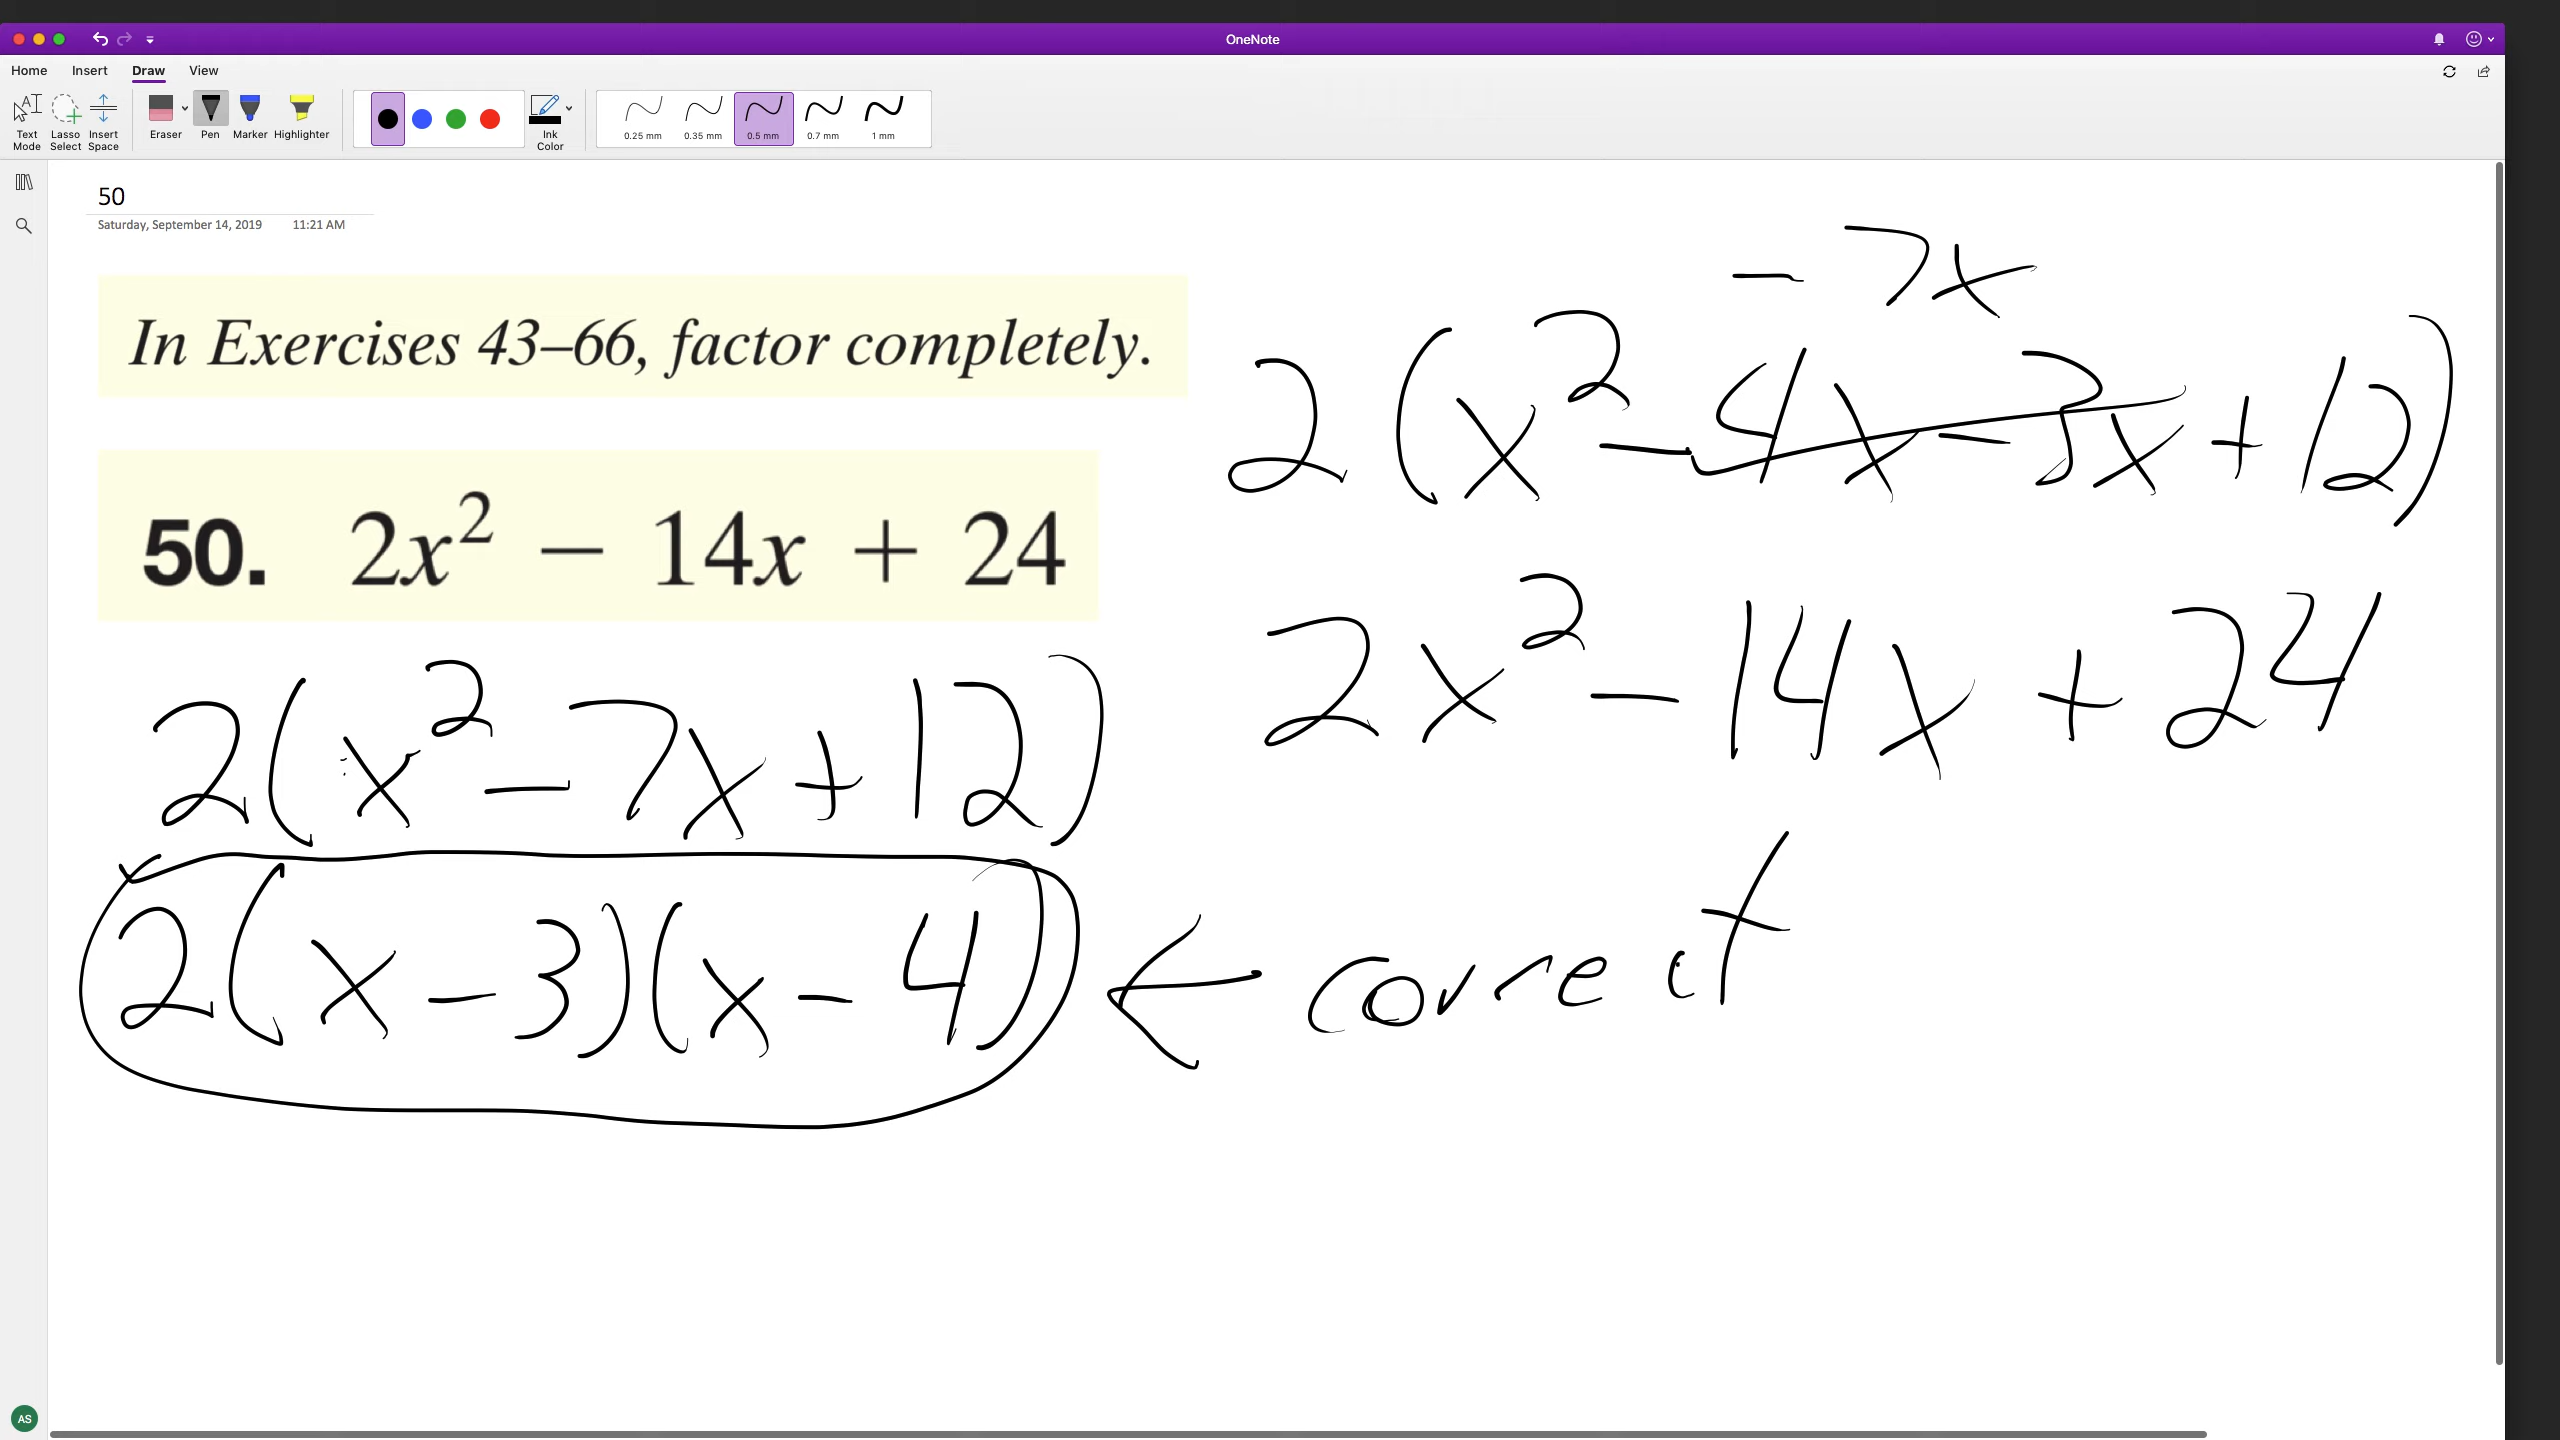 OneNote
Home Insert Draw View
Text Mode Lasso Select Insert Space Eraser Pen Marker Highlighter Ink Color 0.25 mm 0.35 mm 0.5 mm 0.7 mm 1 mm
50
Saturday, September 14, 2019 11:21 AM
In Exercises 43–66, factor completely.
50. 2x² − 14x + 24
2(x² − 7x + 12)
2(x − 3)(x − 4)
− 7x
2(x² − 4x − 3x + 12)
2x² − 14x + 24
← correct
AS